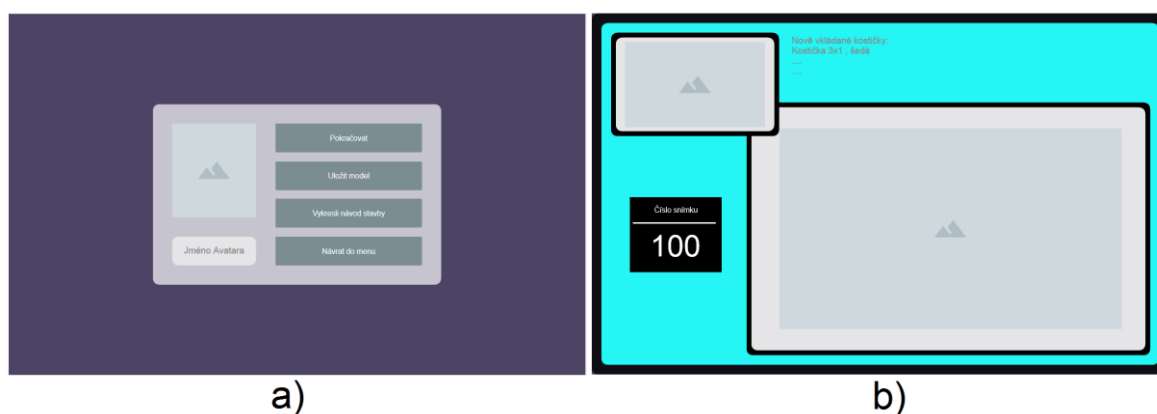 Pokračovat
Uložit model
Vykresli návod stavby
Jméno Avatara
Návrat do menu
a)
Nově vkládané kostičky:
Kostička 3x1 , šedá
....
....
Číslo snímku
100
b)